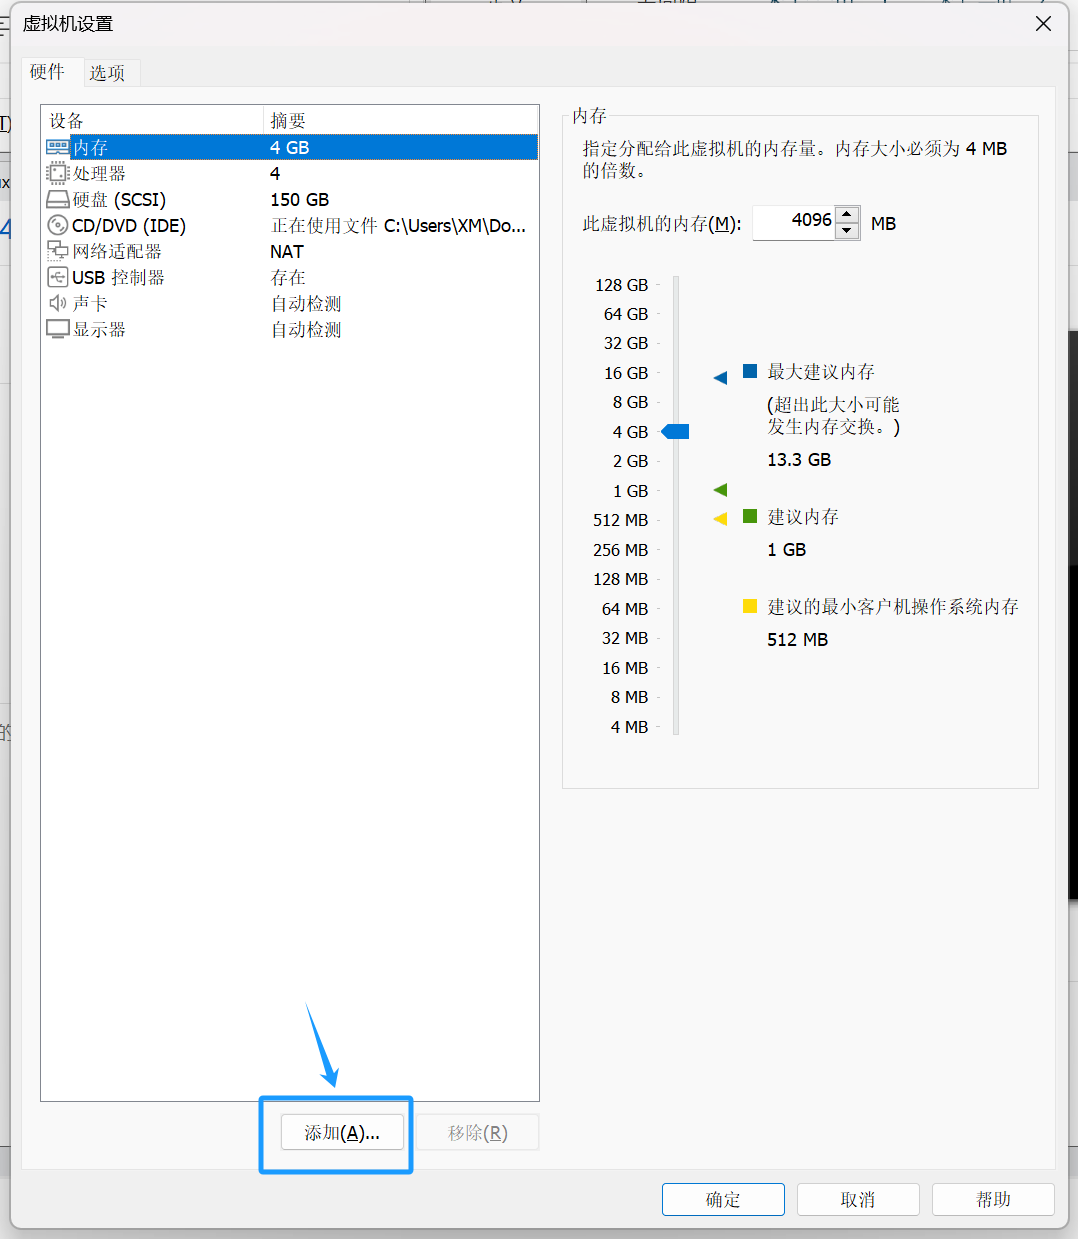 虚拟机设置
硬件 选项
设备 摘要
内存 4 GB
处理器 4
硬盘 (SCSI) 150 GB
CD/DVD (IDE) 正在使用文件 C:\Users\XM\Do...
网络适配器 NAT
USB 控制器 存在
声卡 自动检测
显示器 自动检测
添加(A)... 移除(R)
内存
指定分配给此虚拟机的内存量。内存大小必须为 4 MB
的倍数。
此虚拟机的内存(M): 4096 MB
128 GB
64 GB
32 GB
16 GB
8 GB
4 GB
2 GB
1 GB
512 MB
256 MB
128 MB
64 MB
32 MB
16 MB
8 MB
4 MB
最大建议内存
(超出此大小可能
发生内存交换。)
13.3 GB
建议内存
1 GB
建议的最小客户机操作系统内存
512 MB
确定 取消 帮助